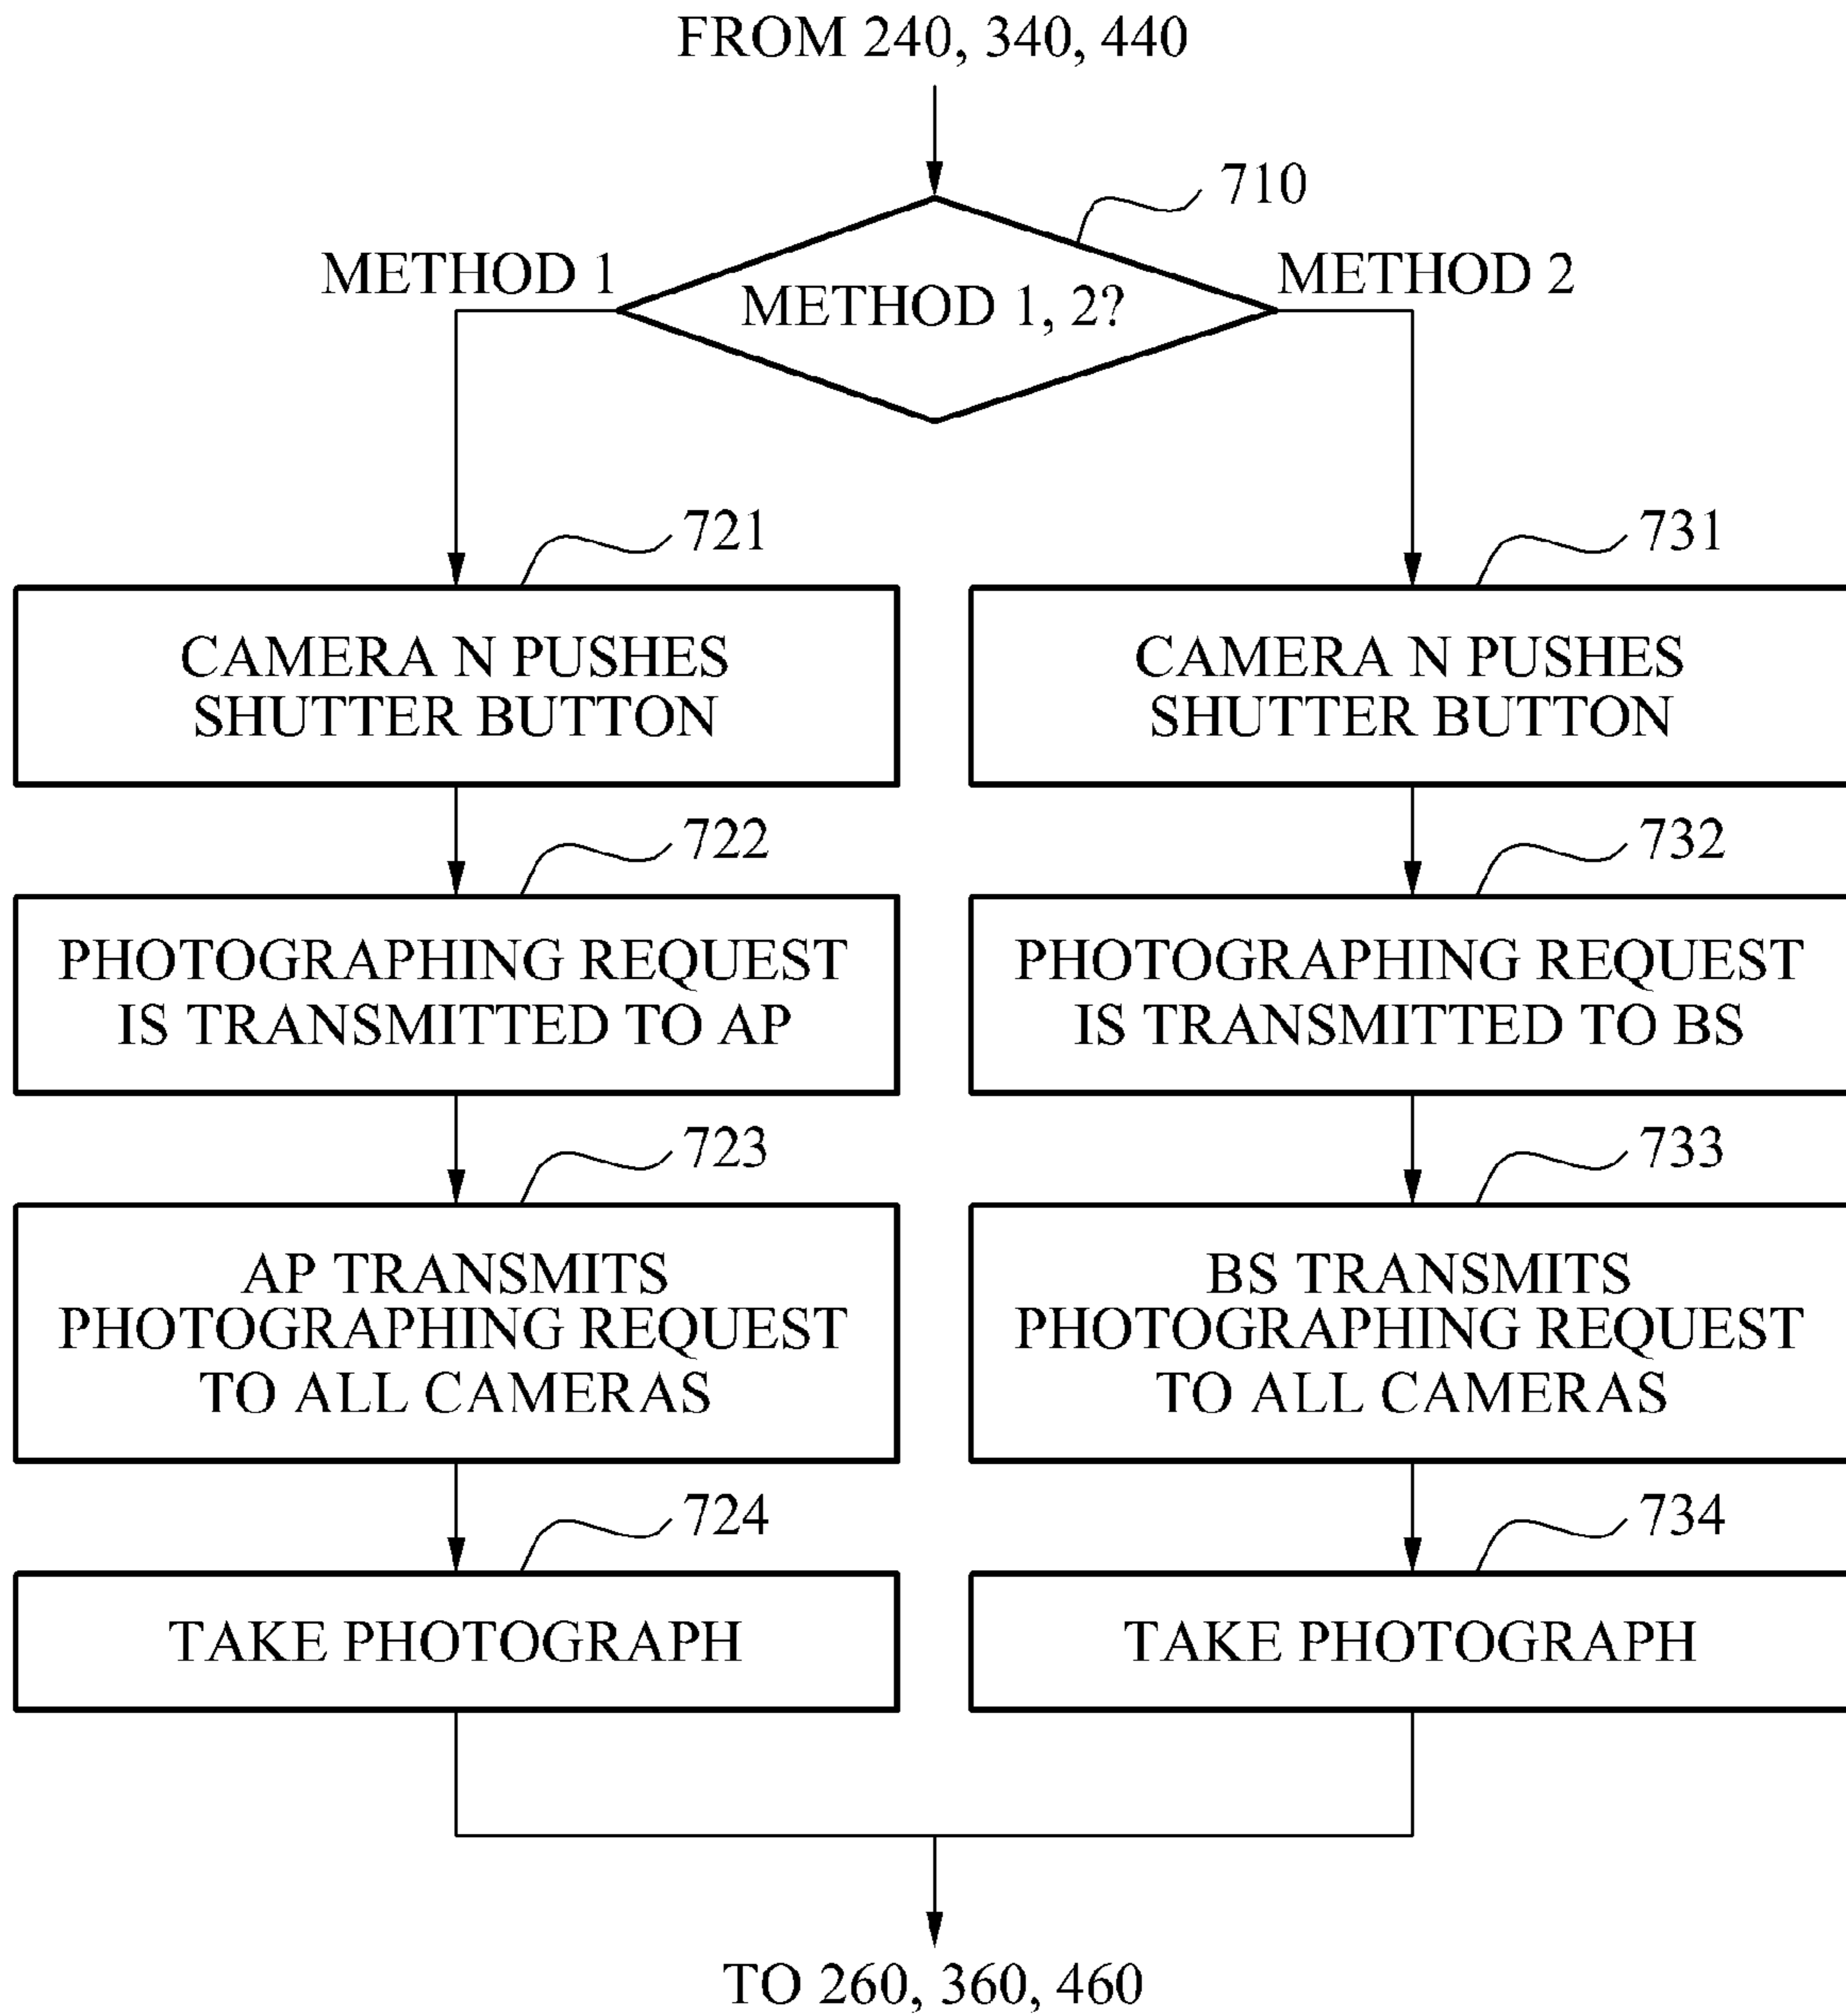 FROM 240, 340, 440
710
METHOD 1
METHOD 1, 2?
METHOD 2
721
CAMERA N PUSHES
SHUTTER BUTTON
722
PHOTOGRAPHING REQUEST
IS TRANSMITTED TO AP
723
AP TRANSMITS
PHOTOGRAPHING REQUEST
TO ALL CAMERAS
724
TAKE PHOTOGRAPH
731
CAMERA N PUSHES
SHUTTER BUTTON
732
PHOTOGRAPHING REQUEST
IS TRANSMITTED TO BS
733
BS TRANSMITS
PHOTOGRAPHING REQUEST
TO ALL CAMERAS
734
TAKE PHOTOGRAPH
TO 260, 360, 460